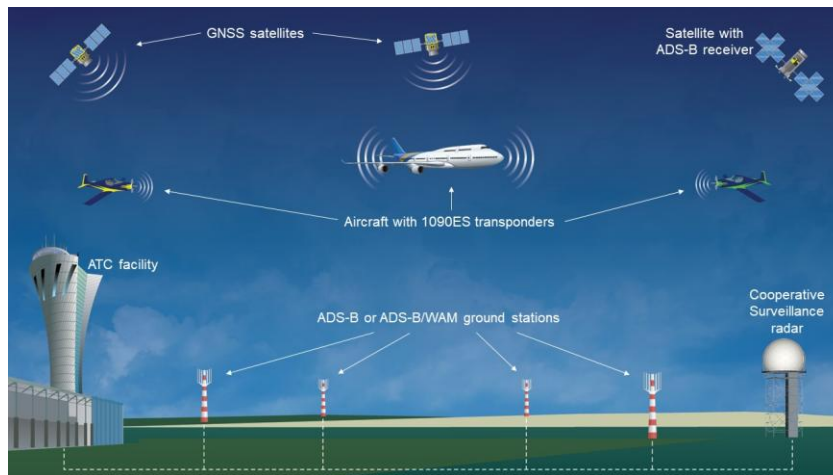 GNSS satellites
Satellite with
ADS-B receiver
Aircraft with 1090ES transponders
ATC facility
ADS-B or ADS-B/WAM ground stations
Cooperative
Surveillance
radar